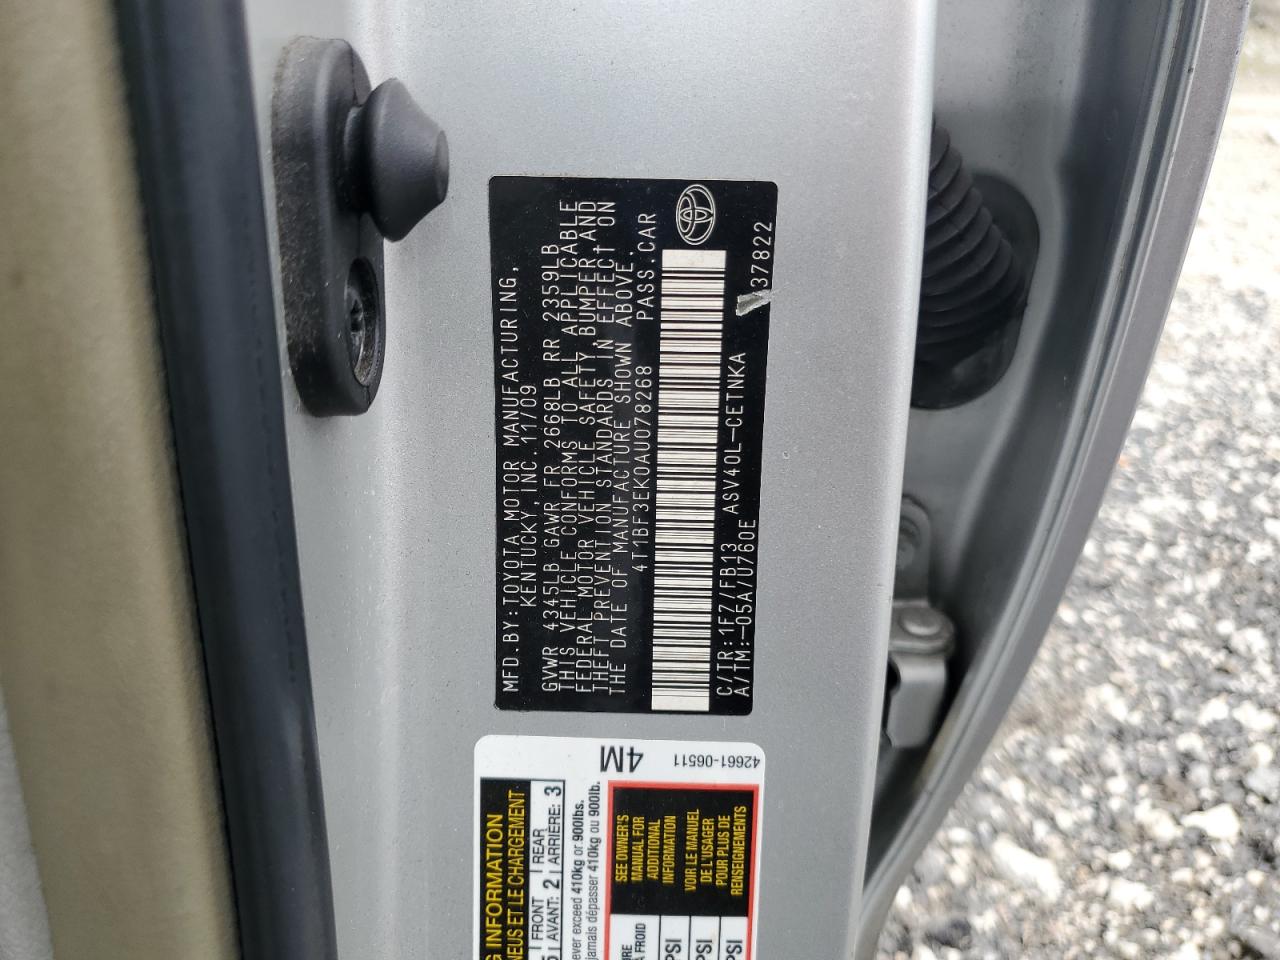 MFD.BY:TOYOTA MOTOR MANUFACTURING,
KENTUCKY, INC.11/09
GVWR 4345LB GAWR FR 2668LB RR 2359LB
THIS VEHICLE CONFORMS TO ALL APPLICABLE
FEDERAL MOTOR VEHICLE SAFETY,BUMPER,AND
THEFT PREVENTION STANDARDS IN EFFECT ON
THE DATE OF MANUFACTURE SHOWN ABOVE.
4T1BF3EK0AU078268 PASS.CAR
C/TR:1F7/FB13 ASV40L-CETNKA
A/TM:-05A/U760E 37822
4M
42661-06511
INFORMATION
NEUS ET LE CHARGEMENT
FRONT REAR
AVANT: 2 ARRIÈRE: 3
ever exceed 410kg or 900lbs.
jamais dépasser 410kg ou 900lb.
SEE OWNER'S
MANUAL FOR
ADDITIONAL
INFORMATION
VOIR LE MANUEL
DE L'USAGER
POUR PLUS DE
RENSEIGNEMENTS
A FROID
PSI
PSI
PSI